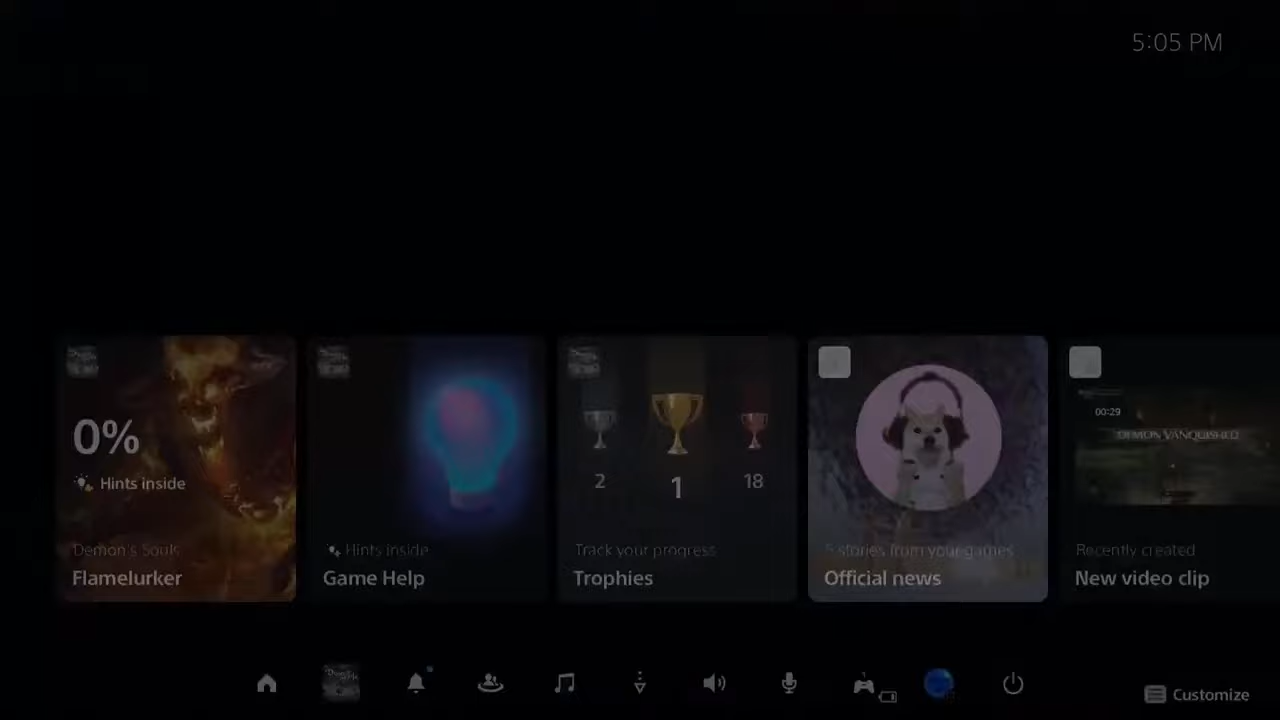 5:05 PM
0%
Hints inside
Demon's Souls
Flamelurker
Hints inside
Game Help
2
1
18
Track your progress
Trophies
5 stories from your games
Official news
00:29
DEMON VANQUISHED
Recently created
New video clip
Customize